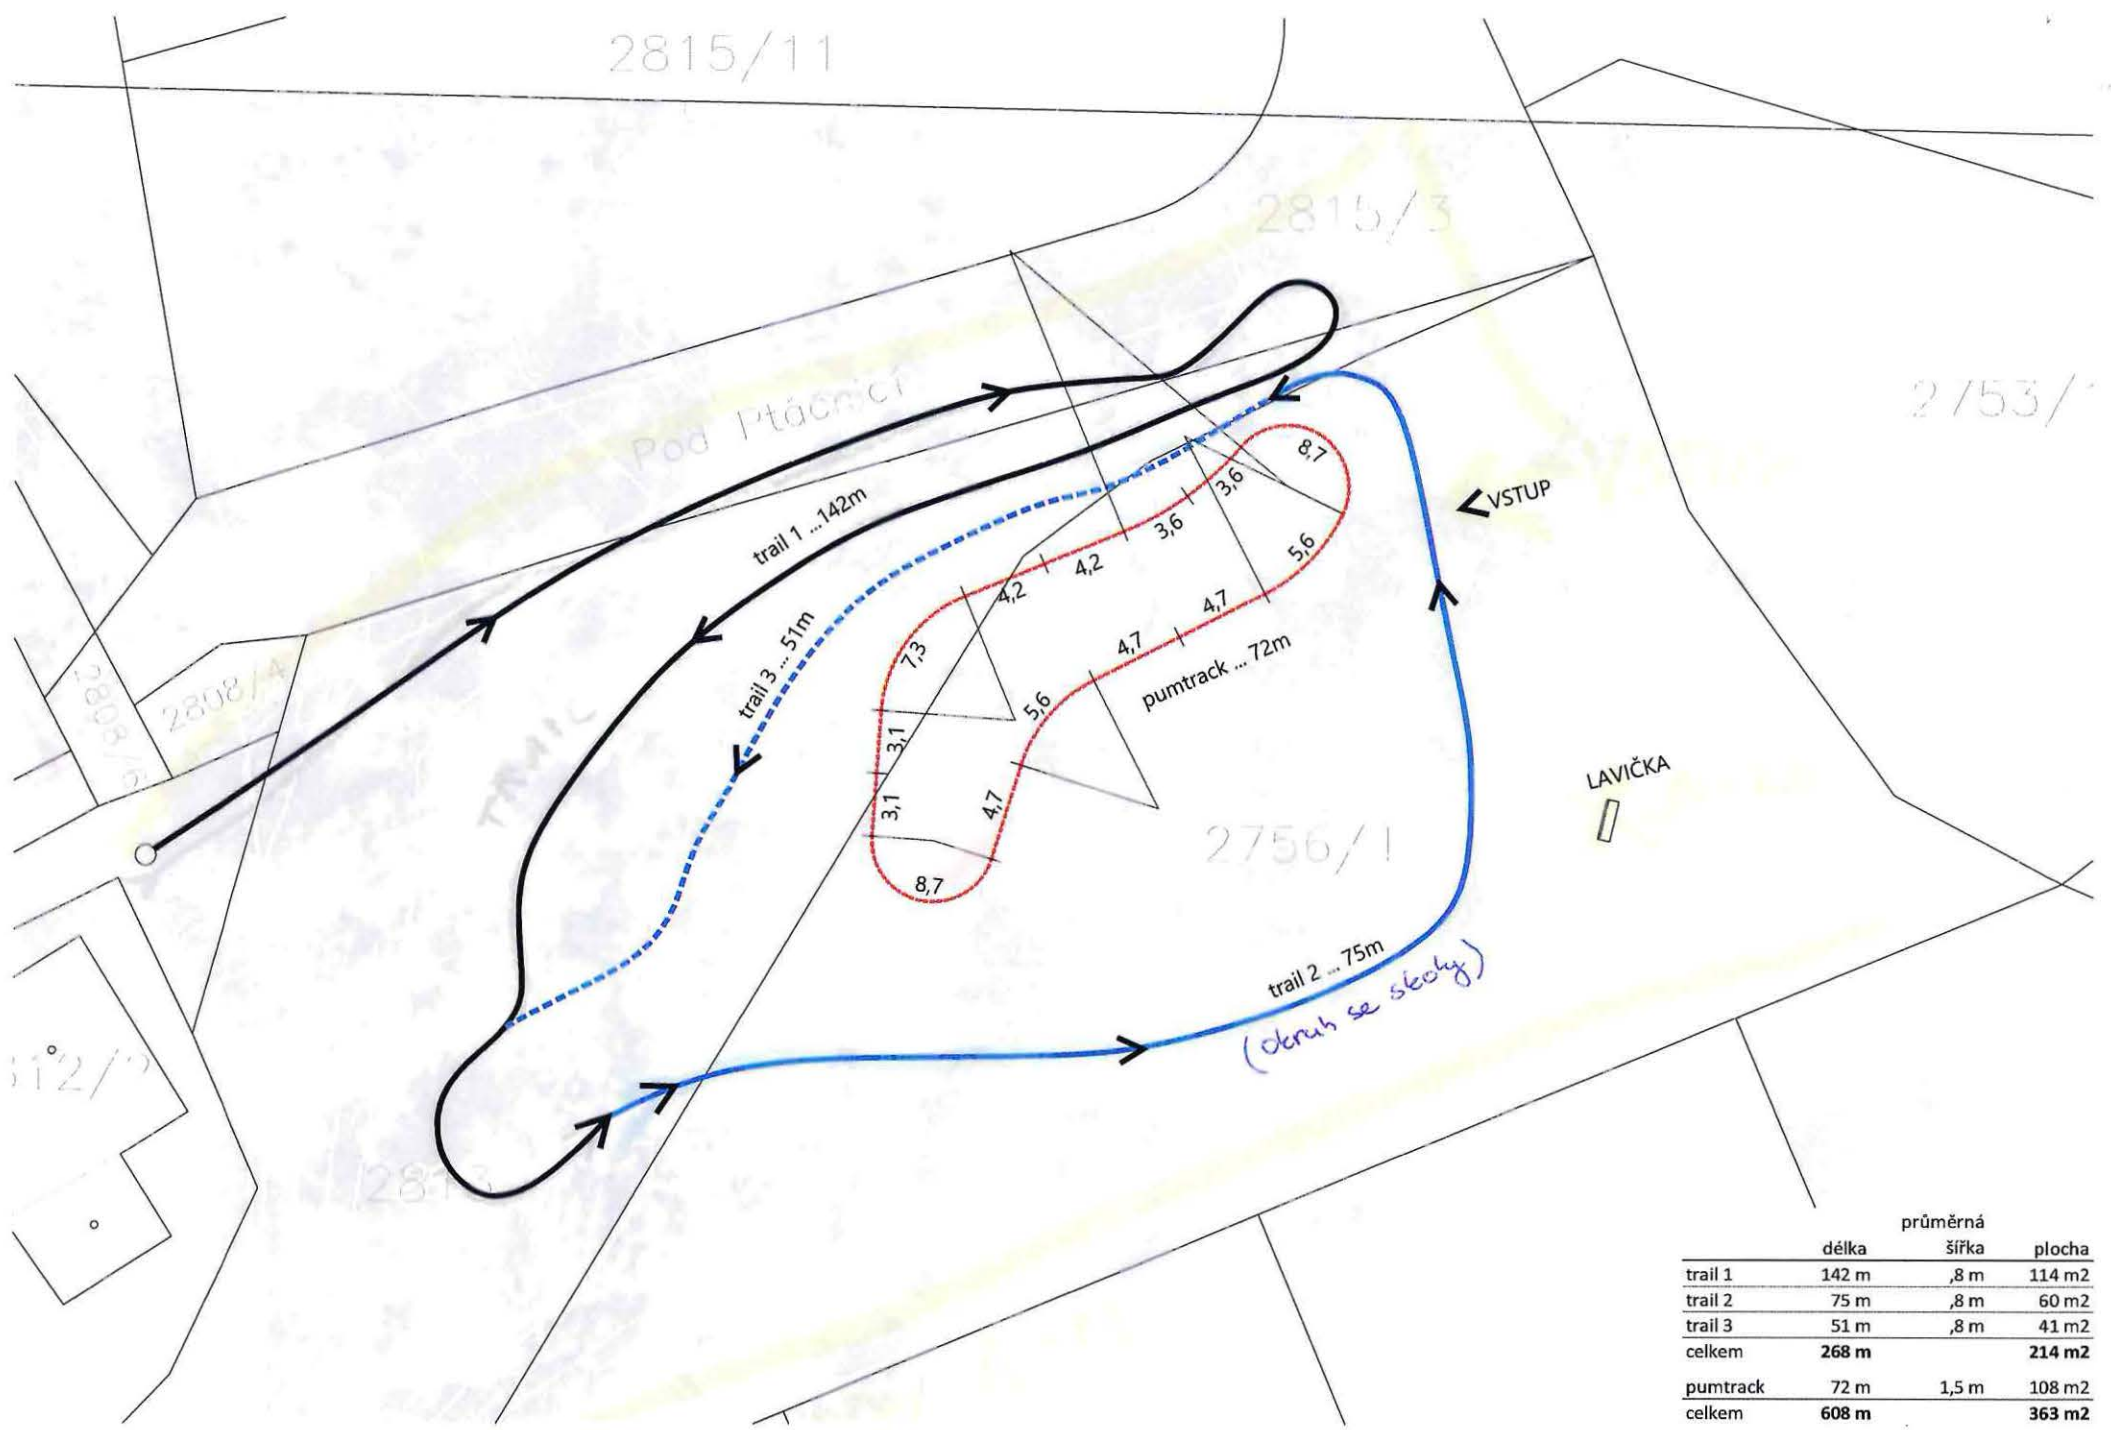 2815/11
2815/3
2753/
Pod Ptáčnicí
8,7
3,6
VSTUP
trail 1 ...142m
3,6
5,6
4,2
4,2
4,7
trail 3 ... 51m
7,3
4,7
pumtrack ... 72m
2808/4
2808/6
5,6
3,1
LAVIČKA
3,1
4,7
2756/1
8,7
trail 2 ... 75m
(okruh se skoky)
2813
průměrná
délka šířka plocha
trail 1 142 m ,8 m 114 m2
trail 2 75 m ,8 m 60 m2
trail 3 51 m ,8 m 41 m2
celkem 268 m 214 m2
pumtrack 72 m 1,5 m 108 m2
celkem 608 m 363 m2